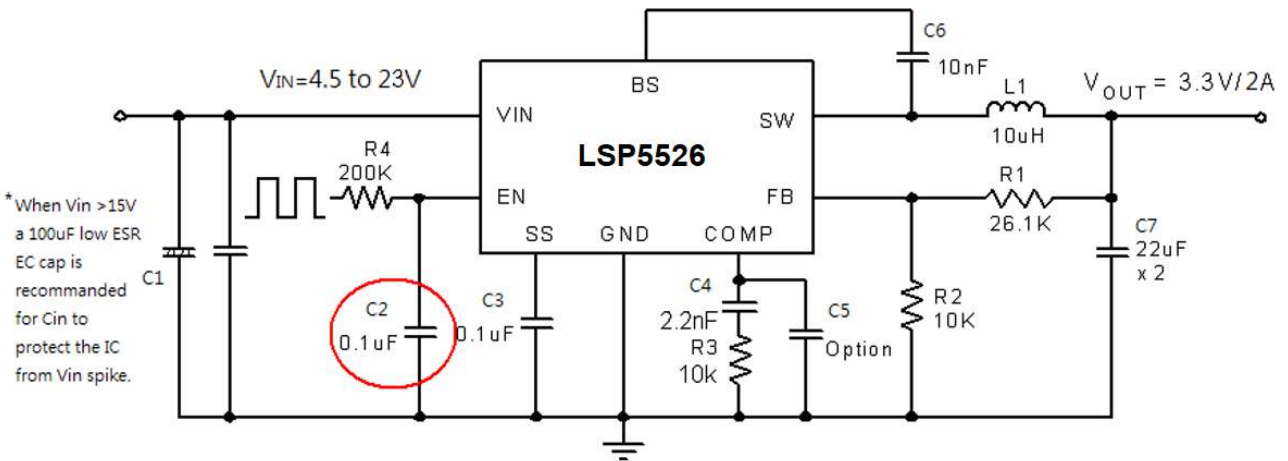 C6
10nF
VIN=4.5 to 23V
BS
L1
VOUT = 3.3V/2A
VIN
SW
10uH
LSP5526
R4
200K
R1
EN
FB
26.1K
* When Vin >15V
a 100uF low ESR
EC cap is
recommanded
for Cin to
protect the IC
from Vin spike.
C1
SS
GND
COMP
C7
22uF
x 2
C2
0.1uF
C3
0.1uF
C4
2.2nF
R3
10k
C5
Option
R2
10K